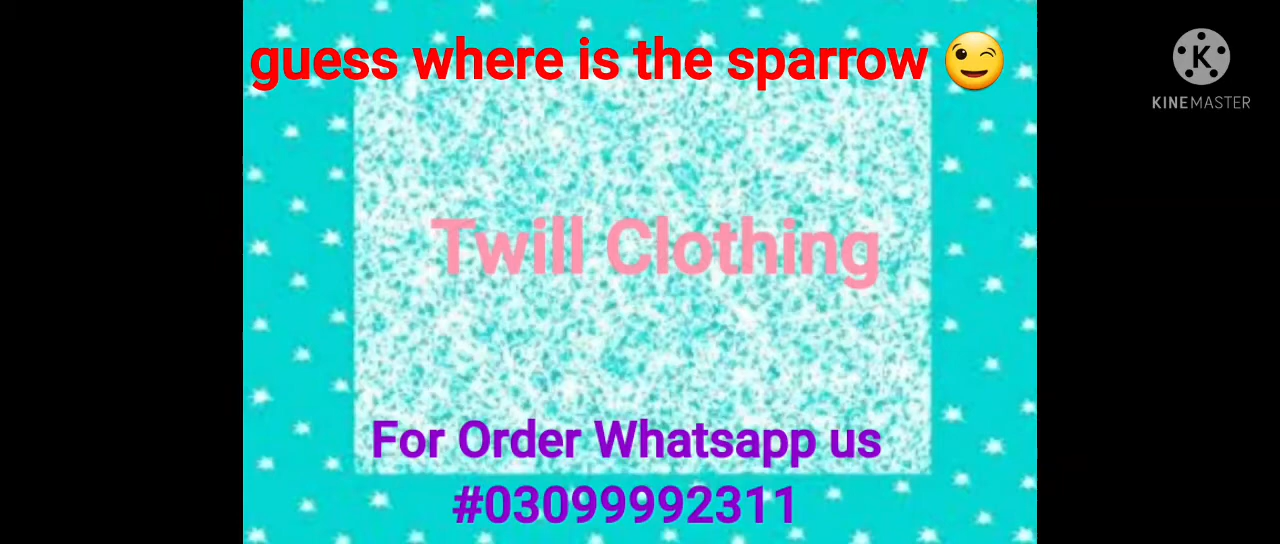 guess where is the sparrow 😉
KINEMASTER
Twill Clothing
For Order Whatsapp us
#03099992311